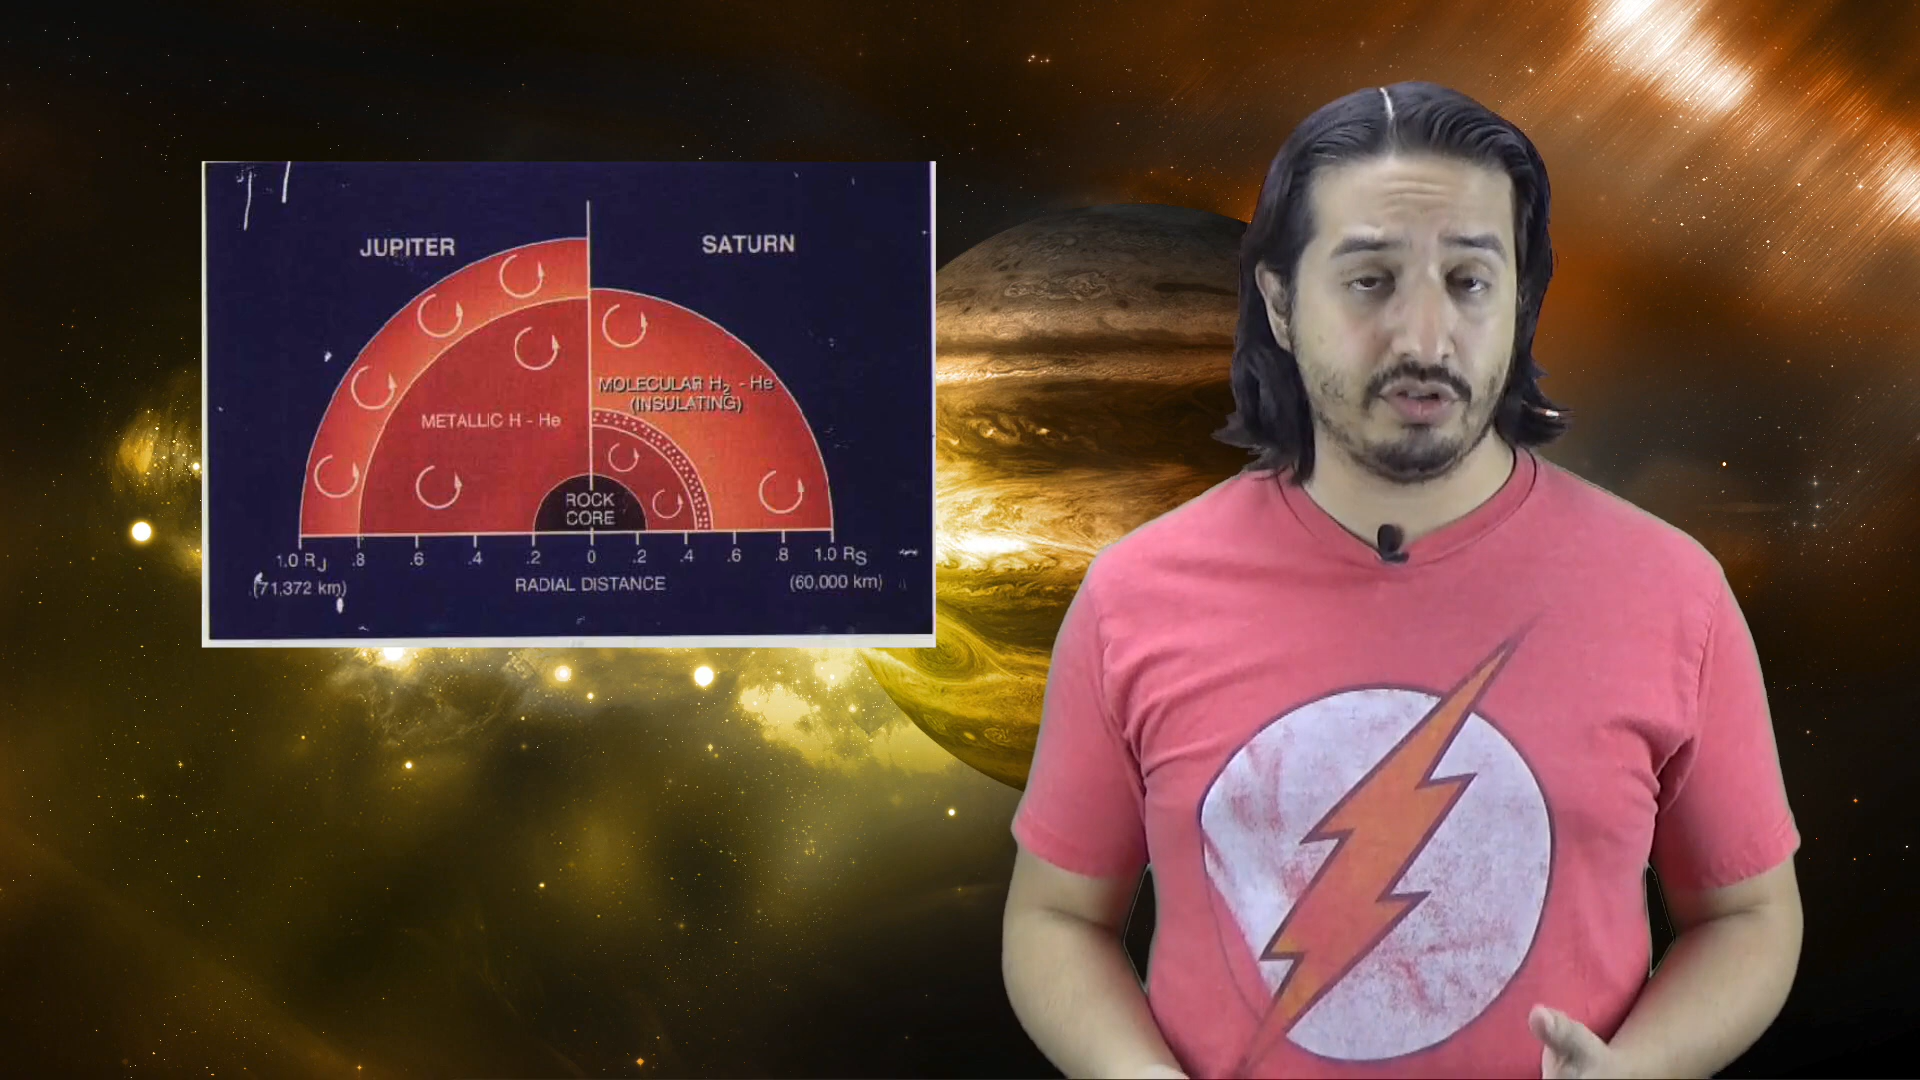 JUPITER
SATURN
MOLECULAR H₂ - He
(INSULATING)
METALLIC H - He
ROCK
CORE
1.0 RJ .8 .6 .4 .2 0 .2 .4 .6 .8 1.0 RS
(71,372 km) RADIAL DISTANCE (60,000 km)